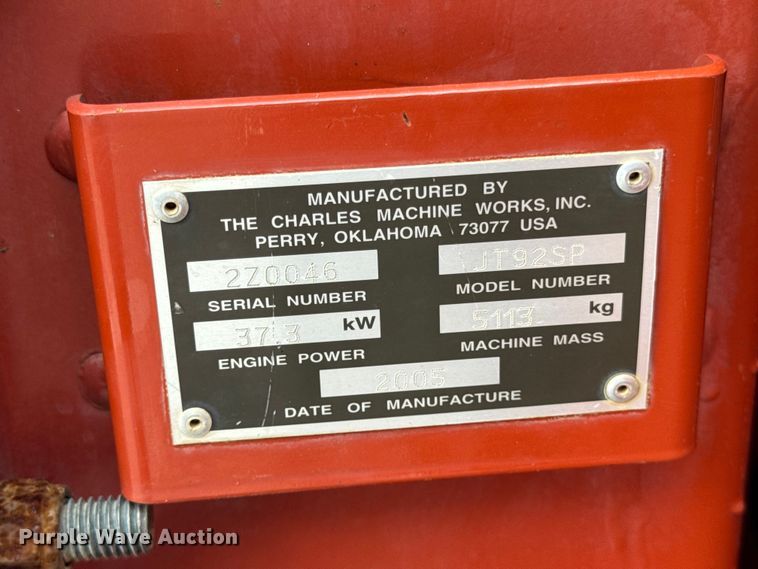 MANUFACTURED BY
THE CHARLES MACHINE WORKS, INC.
PERRY, OKLAHOMA 73077 USA
2Z0046 JT92SP
SERIAL NUMBER MODEL NUMBER
37.3 kW 5113 kg
ENGINE POWER MACHINE MASS
2005
DATE OF MANUFACTURE
Purple Wave Auction